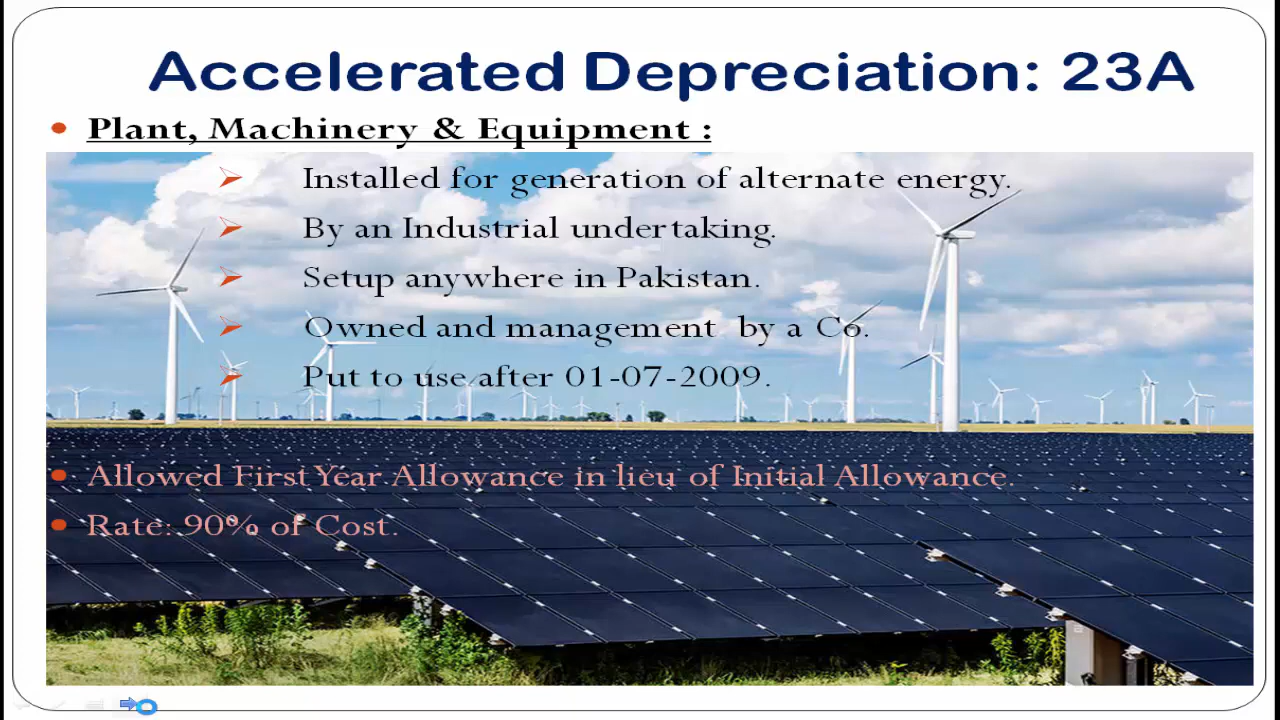 Accelerated Depreciation: 23A
Plant, Machinery & Equipment :
Installed for generation of alternate energy.
By an Industrial undertaking.
Setup anywhere in Pakistan.
Owned and management by a Co.
Put to use after 01-07-2009.
Allowed First Year Allowance in lieu of Initial Allowance.
Rate: 90% of Cost.